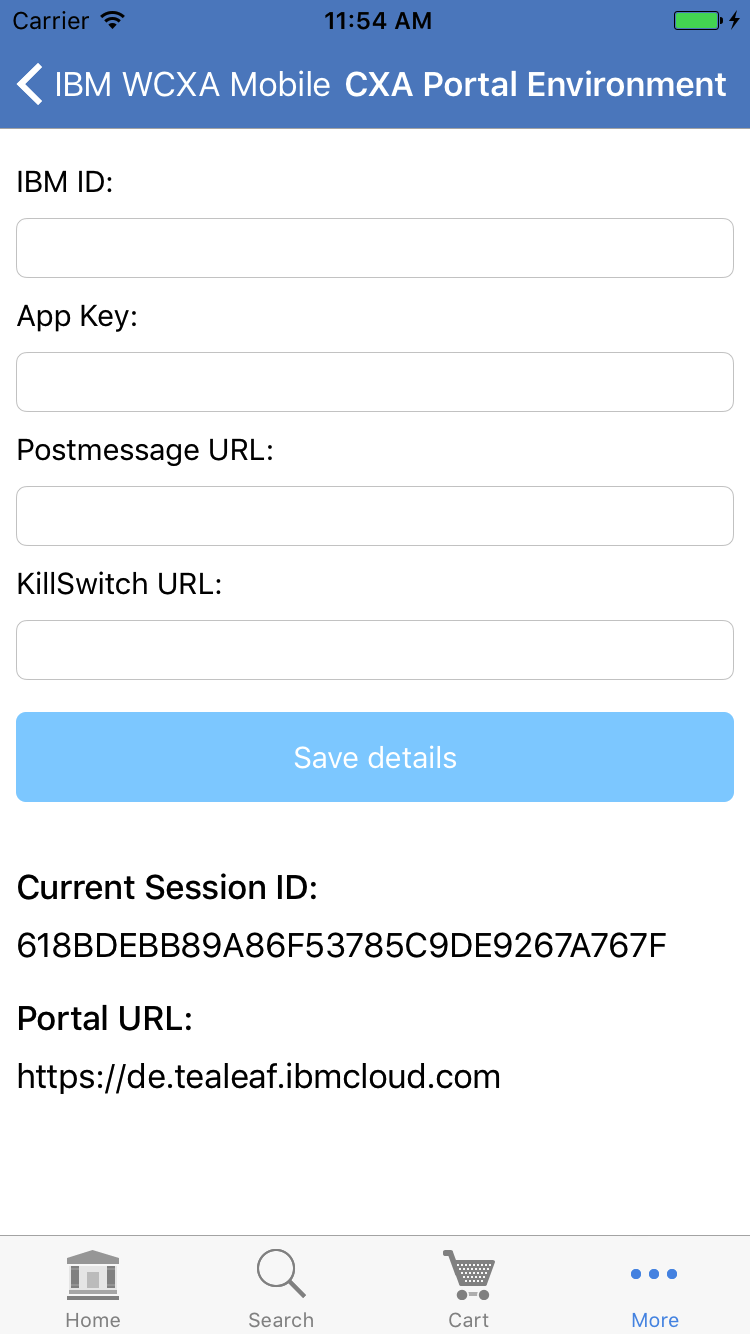 Carrier 11:54 AM
IBM WCXA Mobile CXA Portal Environment
IBM ID:
App Key:
Postmessage URL:
KillSwitch URL:
Save details
Current Session ID:
618BDEBB89A86F53785C9DE9267A767F
Portal URL:
https://de.tealeaf.ibmcloud.com
Home Search Cart More